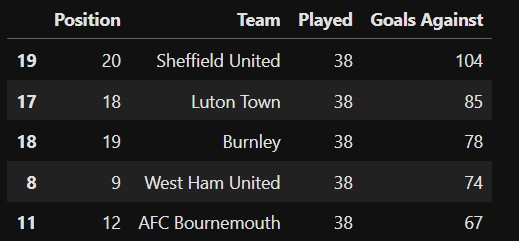 Position Team Played Goals Against
19 20 Sheffield United 38 104
17 18 Luton Town 38 85
18 19 Burnley 38 78
8 9 West Ham United 38 74
11 12 AFC Bournemouth 38 67